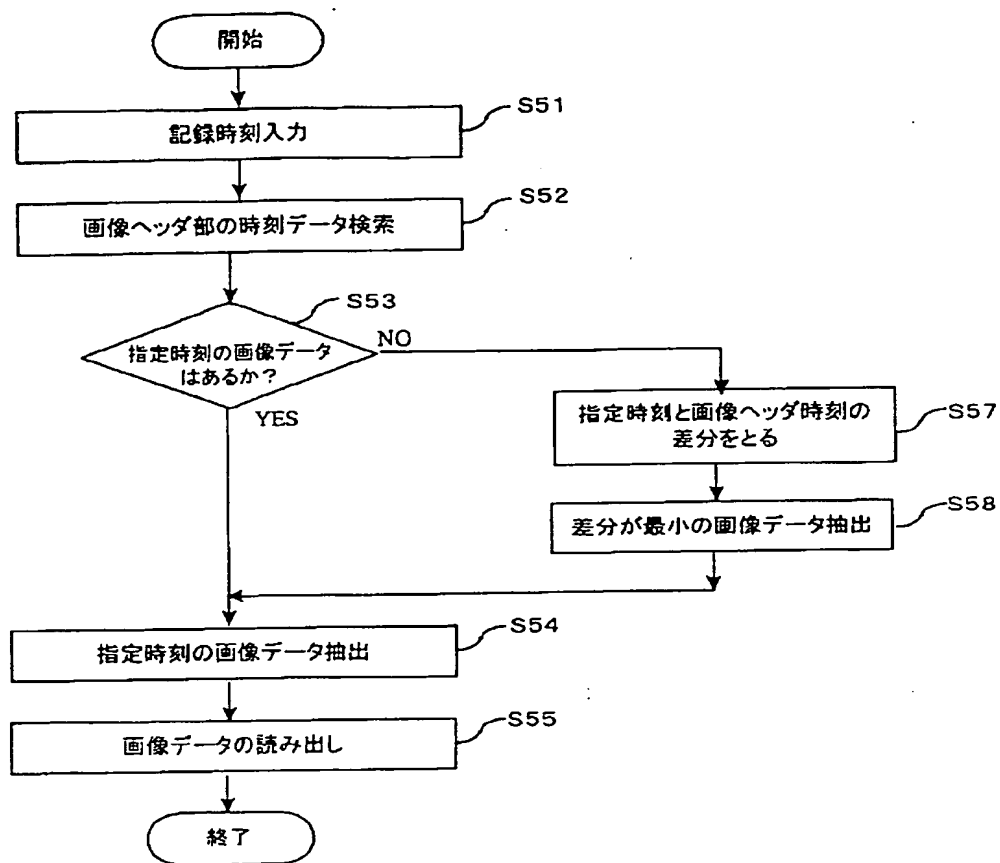 開始
S51
記録時刻入力
S52
画像ヘッダ部の時刻データ検索
S53
指定時刻の画像データ
はあるか？
NO
YES
指定時刻と画像ヘッダ時刻の
差分をとる
S57
差分が最小の画像データ抽出
S58
S54
指定時刻の画像データ抽出
S55
画像データの読み出し
終了